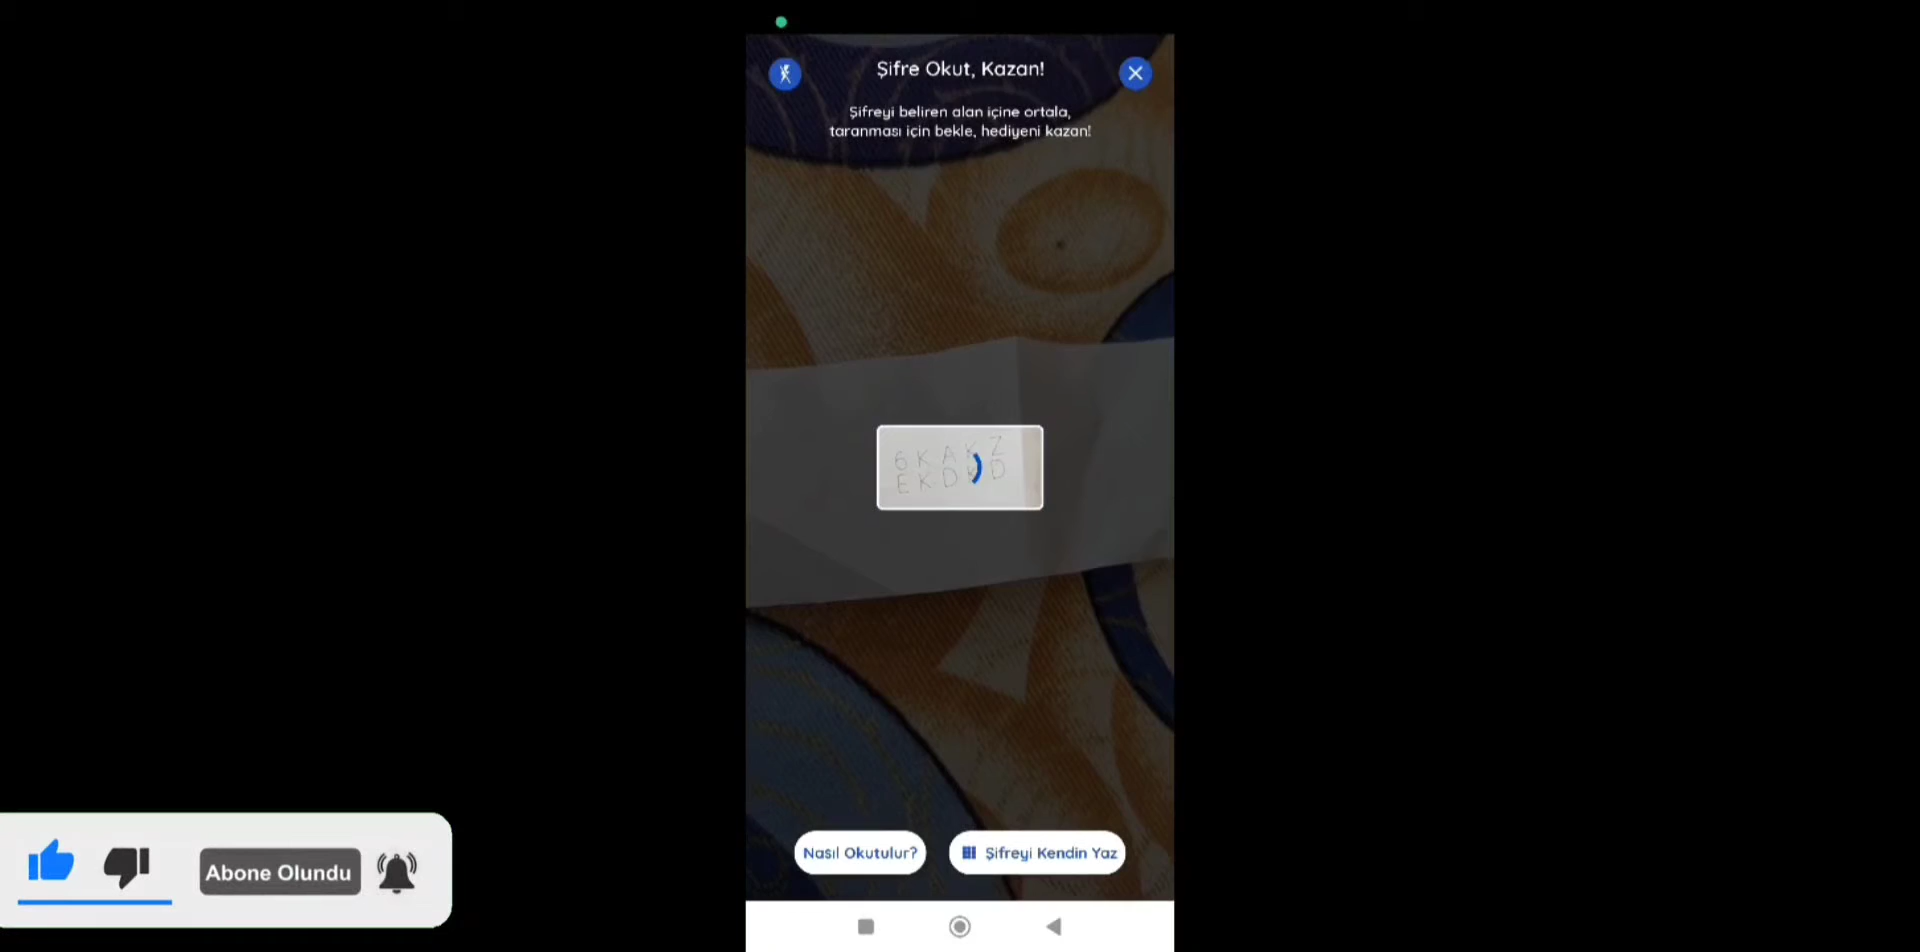 Şifre Okut, Kazan!
Şifreyi beliren alan içine ortala,
taranması için bekle, hediyeni kazan!
6 K A K Z
E K D K D
Nasıl Okutulur?
Şifreyi Kendin Yaz
Abone Olundu